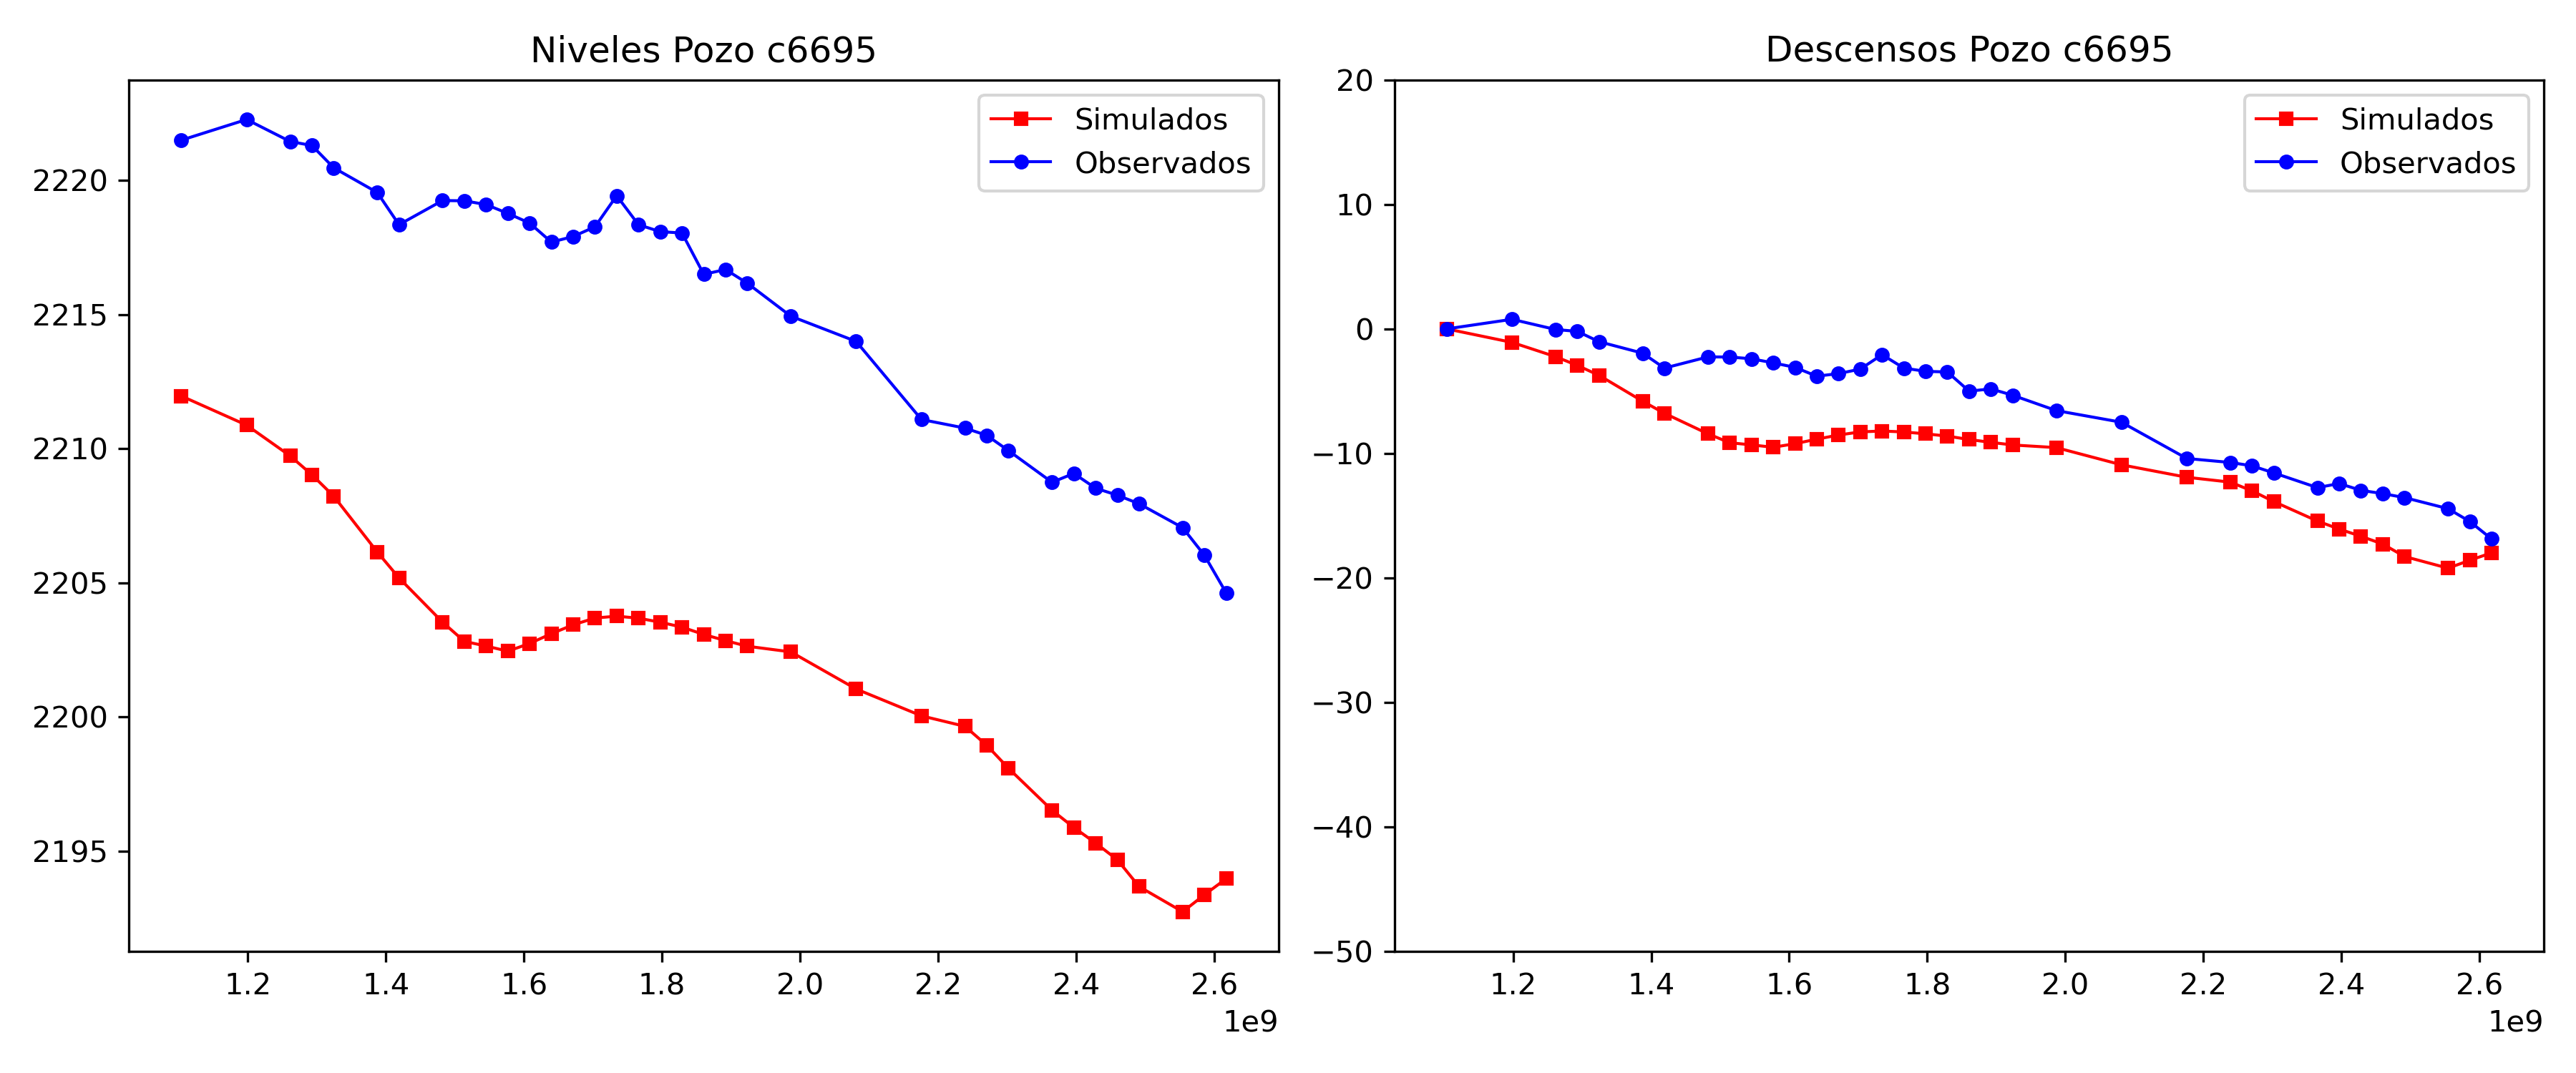 Niveles Pozo c6695
Simulados
Observados
2220
2215
2210
2205
2200
2195
1.2 1.4 1.6 1.8 2.0 2.2 2.4 2.6
1e9
Descensos Pozo c6695
Simulados
Observados
20
10
0
−10
−20
−30
−40
−50
1.2 1.4 1.6 1.8 2.0 2.2 2.4 2.6
1e9